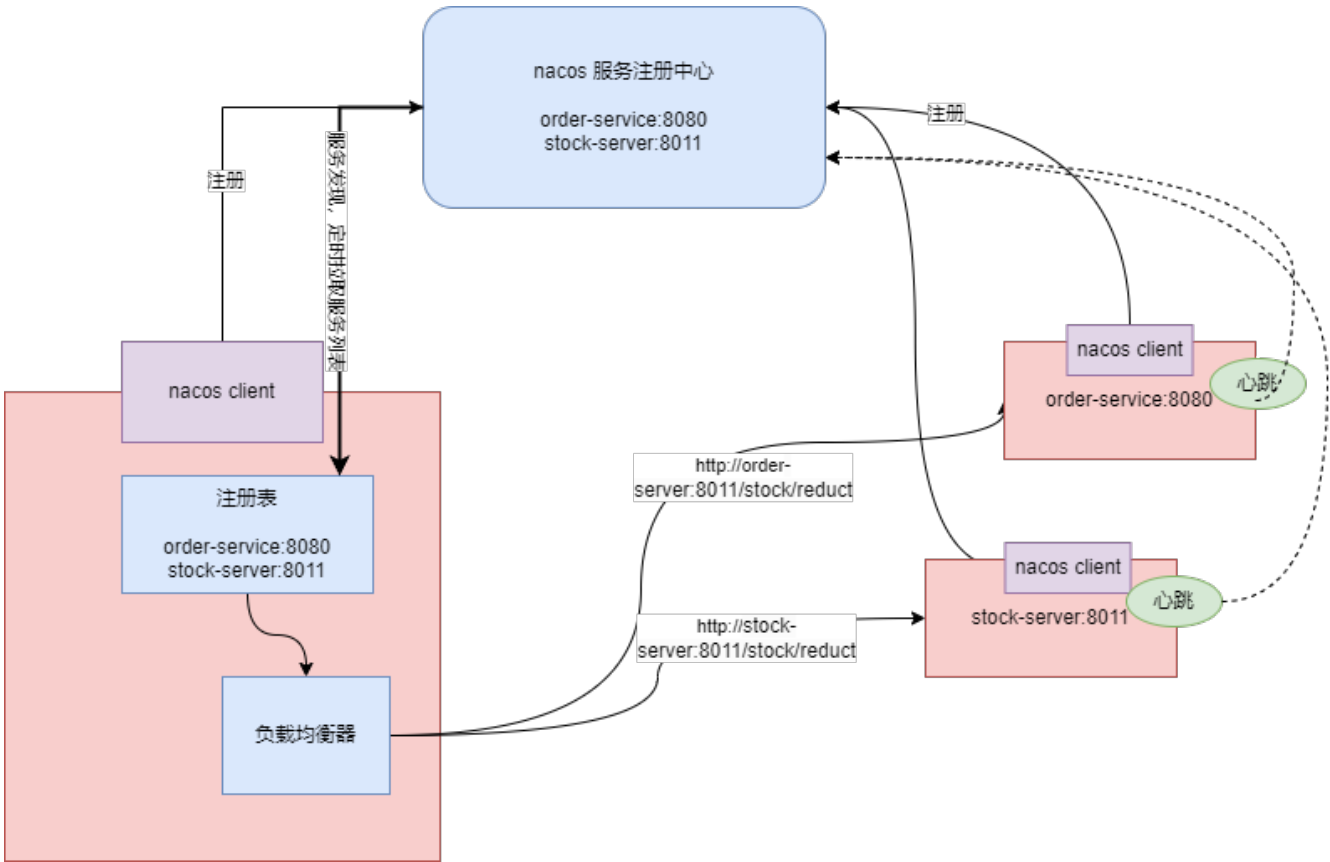 nacos 服务注册中心
order-service:8080
stock-server:8011
注册
注册
服务发现，定时拉取服务列表
nacos client
nacos client
心跳
order-service:8080
注册表
order-service:8080
stock-server:8011
http://order-
server:8011/stock/reduct
nacos client
心跳
stock-server:8011
http://stock-
server:8011/stock/reduct
负载均衡器